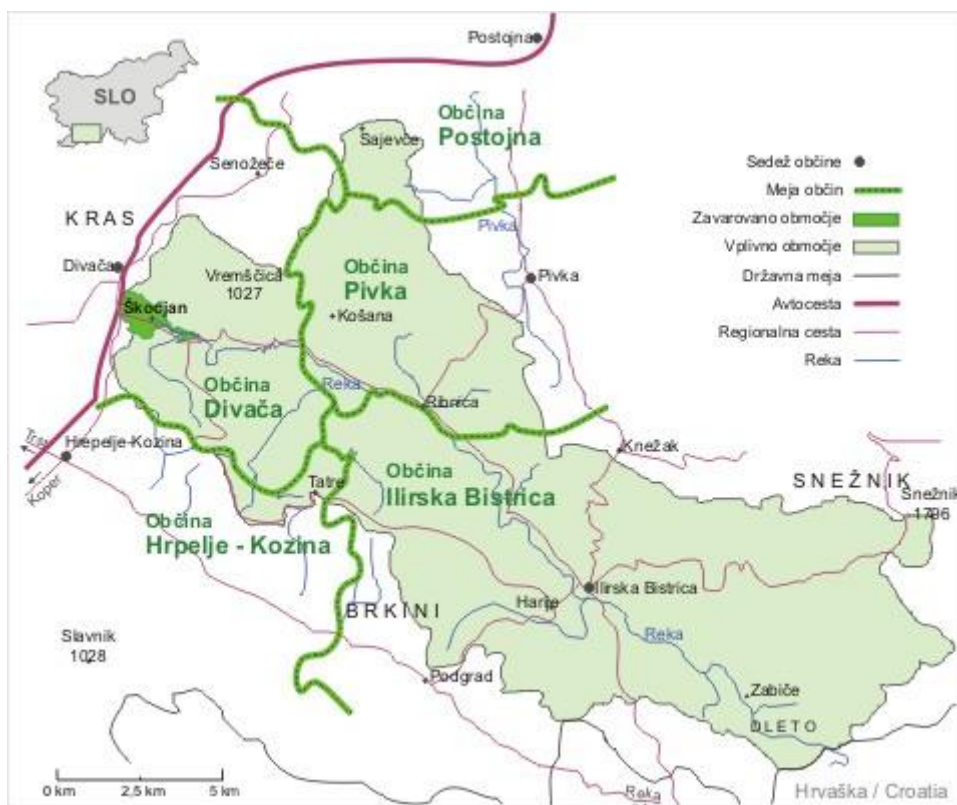 Postojna
SLO
Občina
Postojna
Sajevče
Senožeče
Sedež občine
Meja občin
KRAS
Zavarovano območje
Pivka
Vplivno območje
Divača
Vremščica
1027
Občina
Pivka
Pivka
Državna meja
Škocjan
Košana
Avtocesta
Regionalna cesta
Reka
Občina
Divača
Reka
Ribnica
Trst
Hrepelje-Kozina
Knežak
Koper
Občina
Ilirska Bistrica
SNEŽNIK
Tatre
Snežnik
1796
Občina
Hrpelje - Kozina
Ilirska Bistrica
BRKINI
Harije
Reka
Slavnik
1028
Podgrad
Zabiče
DLETO
0 km
2,5 km
5 km
Reka
Hrvaška / Croatia